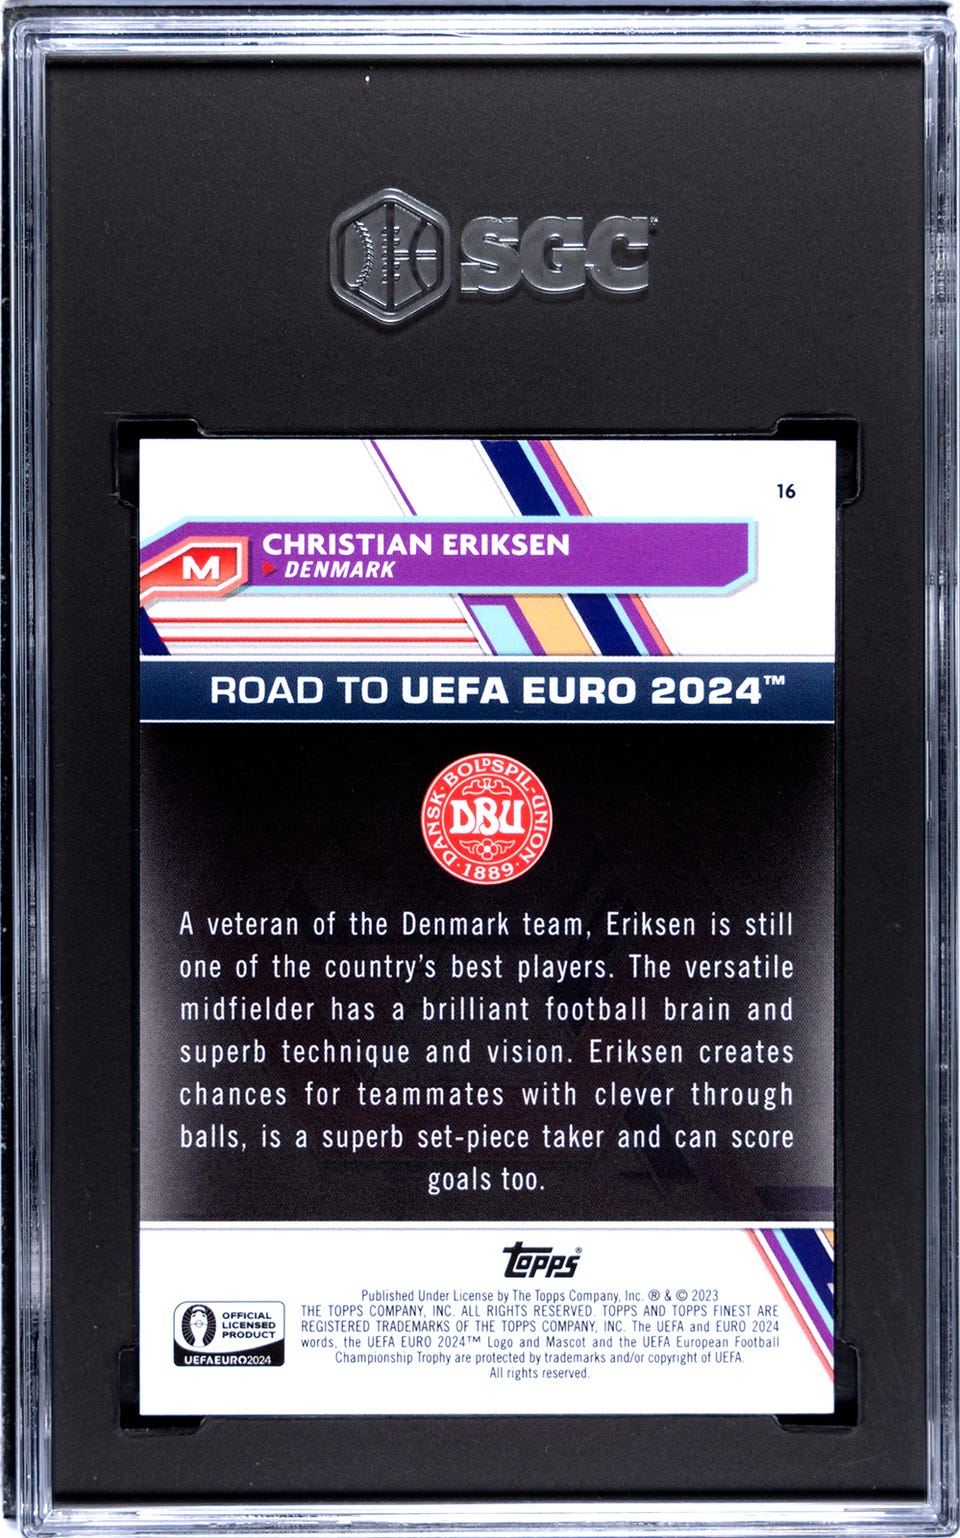 SGC
16
CHRISTIAN ERIKSEN
M
DENMARK
ROAD TO UEFA EURO 2024™
DANSK·BOLDSPIL-UNION
DBU
·1889·
A veteran of the Denmark team, Eriksen is still
one of the country's best players. The versatile
midfielder has a brilliant football brain and
superb technique and vision. Eriksen creates
chances for teammates with clever through
balls, is a superb set-piece taker and can score
goals too.
topps®
Published Under License by The Topps Company, Inc. ® & © 2023
THE TOPPS COMPANY, INC. ALL RIGHTS RESERVED. TOPPS AND TOPPS FINEST ARE
REGISTERED TRADEMARKS OF THE TOPPS COMPANY, INC. The UEFA and EURO 2024
words, the UEFA EURO 2024™ Logo and Mascot and the UEFA European Football
Championship Trophy are protected by trademarks and/or copyright of UEFA.
All rights reserved.
OFFICIAL
LICENSED
PRODUCT
UEFAEURO2024